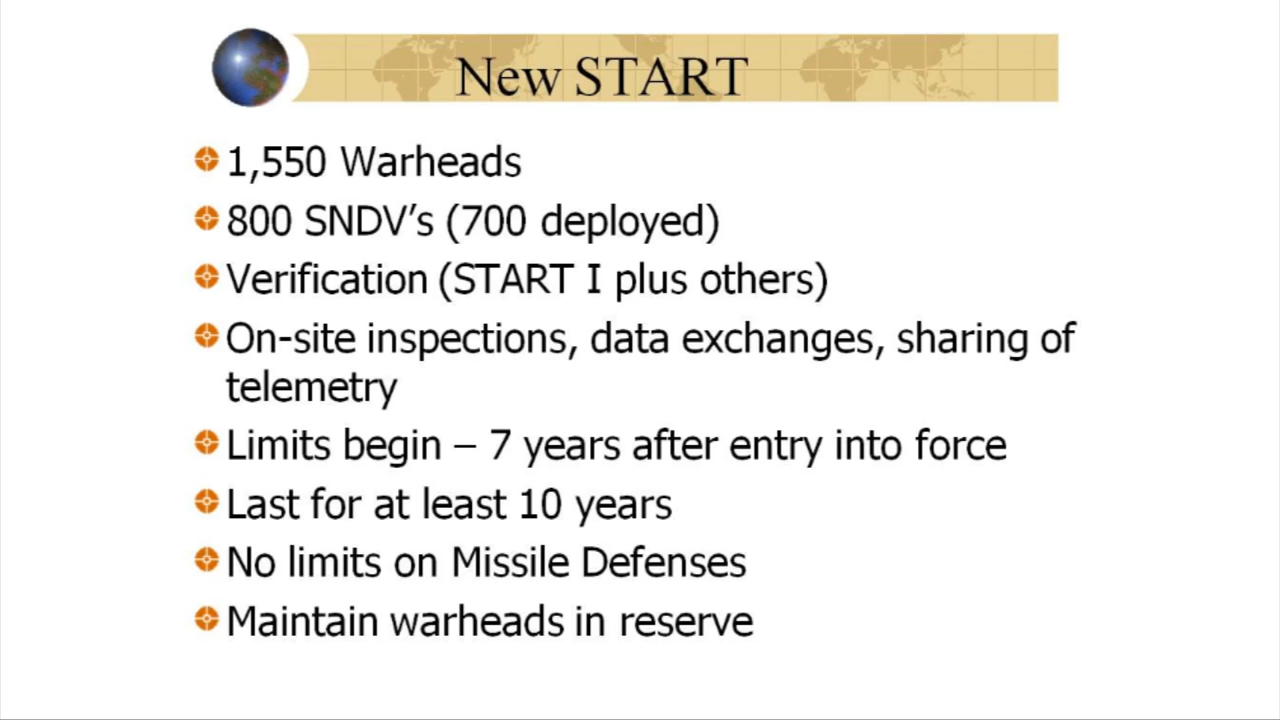 New START
1,550 Warheads
800 SNDV’s (700 deployed)
Verification (START I plus others)
On-site inspections, data exchanges, sharing of
telemetry
Limits begin – 7 years after entry into force
Last for at least 10 years
No limits on Missile Defenses
Maintain warheads in reserve